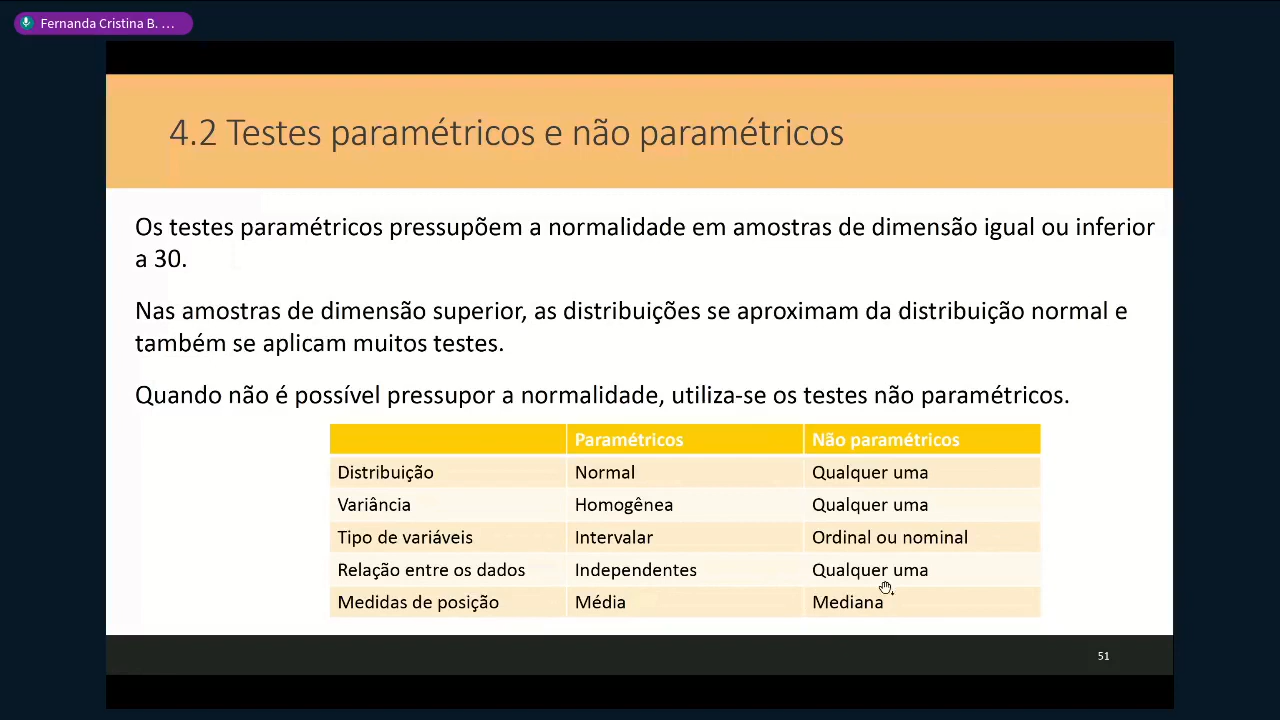 Fernanda Cristina B. ...
4.2 Testes paramétricos e não paramétricos
Os testes paramétricos pressupõem a normalidade em amostras de dimensão igual ou inferior
a 30.
Nas amostras de dimensão superior, as distribuições se aproximam da distribuição normal e
também se aplicam muitos testes.
Quando não é possível pressupor a normalidade, utiliza-se os testes não paramétricos.
Paramétricos Não paramétricos
Distribuição Normal Qualquer uma
Variância Homogênea Qualquer uma
Tipo de variáveis Intervalar Ordinal ou nominal
Relação entre os dados Independentes Qualquer uma
Medidas de posição Média Mediana
51